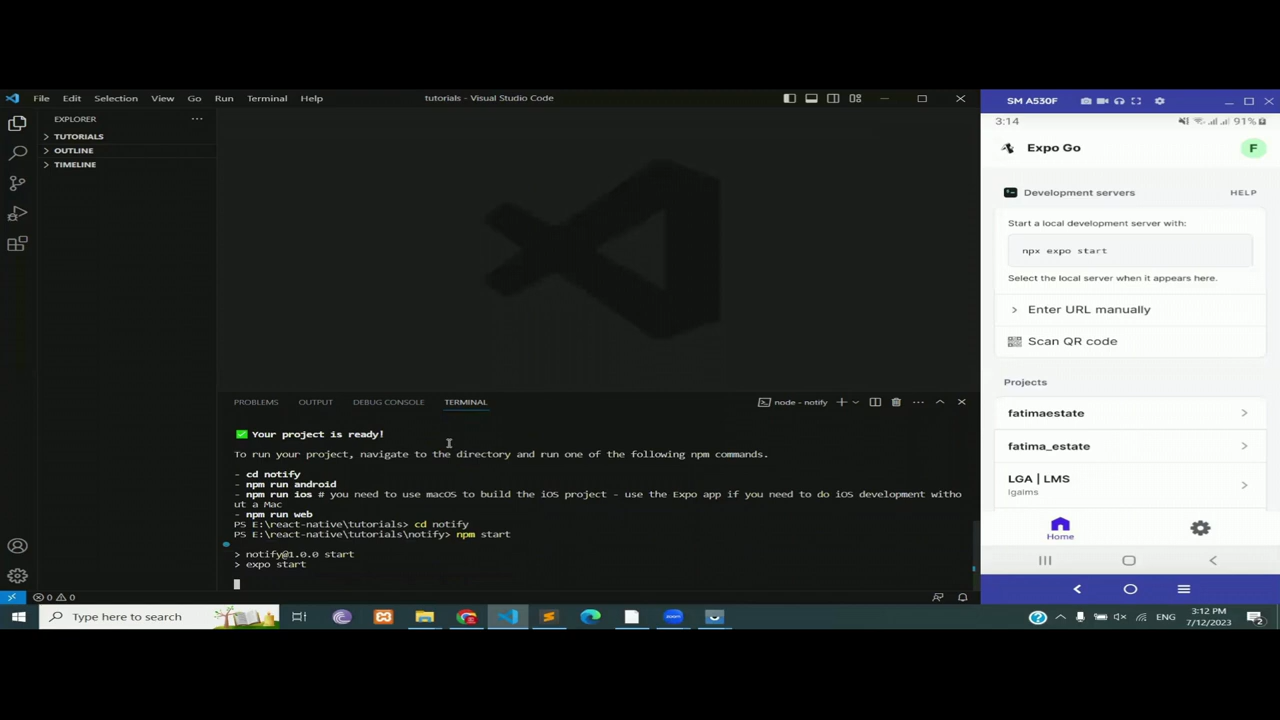 File Edit Selection View Go Run Terminal Help
tutorials - Visual Studio Code
EXPLORER
TUTORIALS
OUTLINE
TIMELINE
PROBLEMS OUTPUT DEBUG CONSOLE TERMINAL
node - notify
Your project is ready!
To run your project, navigate to the directory and run one of the following npm commands.
- cd notify
- npm run android
- npm run ios # you need to use macOS to build the iOS project - use the Expo app if you need to do iOS development witho
ut a Mac
- npm run web
PS E:\react-native\tutorials> cd notify
PS E:\react-native\tutorials\notify> npm start
> notify@1.0.0 start
> expo start
0 0
Type here to search
ENG
3:12 PM
7/12/2023
2
SM A530F
3:14
91%
Expo Go
F
Development servers
HELP
Start a local development server with:
npx expo start
Select the local server when it appears here.
Enter URL manually
Scan QR code
Projects
fatimaestate
fatima_estate
LGA | LMS
lgalms
Home